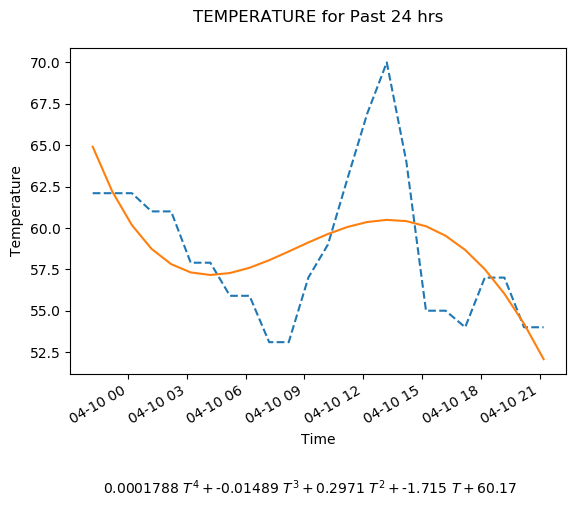 TEMPERATURE for Past 24 hrs
70.0
67.5
65.0
62.5
60.0
57.5
55.0
52.5
Temperature
04-10 00 04-10 03 04-10 06 04-10 09 04-10 12 04-10 15 04-10 18 04-10 21
Time
0.0001788 T⁴ + -0.01489 T³ + 0.2971 T² + -1.715 T + 60.17